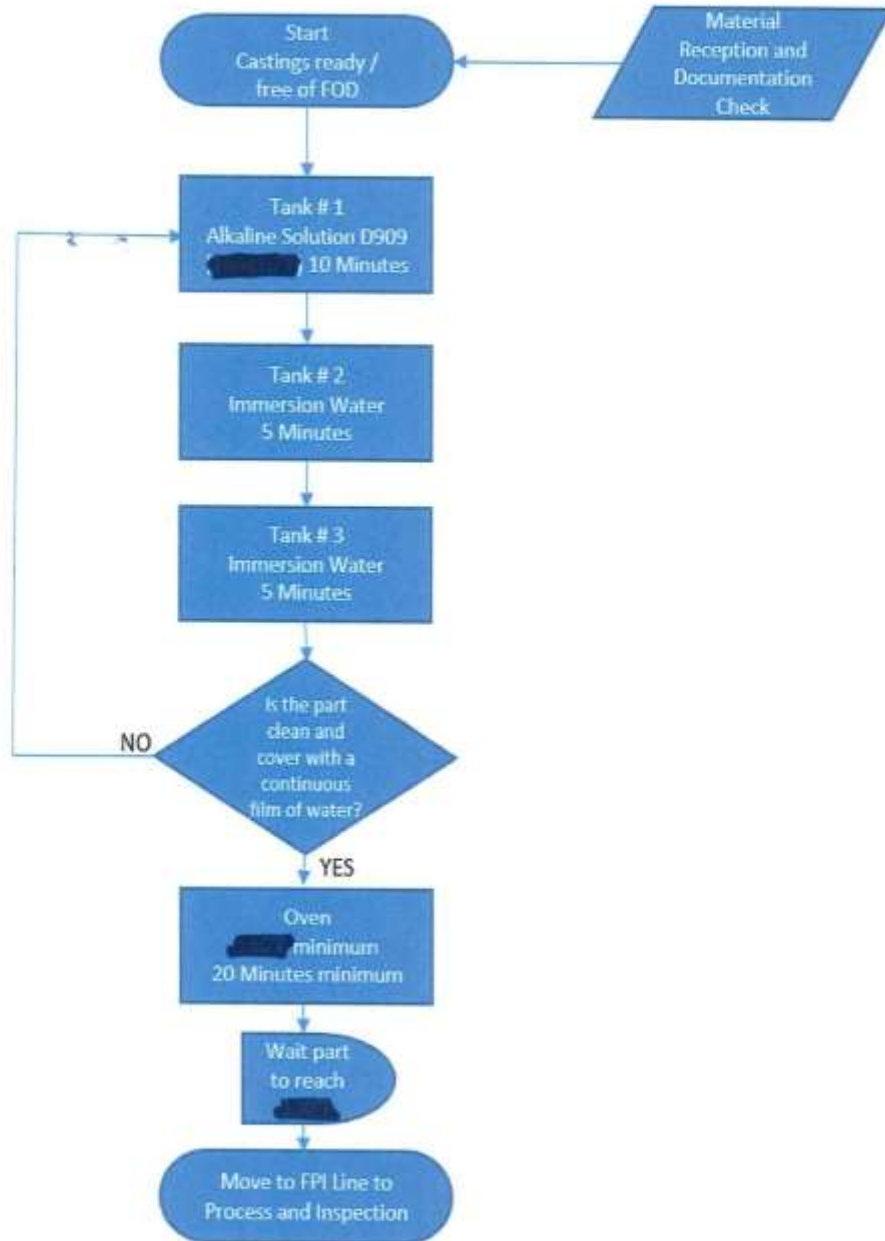 Start
Castings ready /
free of FOD
Material
Reception and
Documentation
Check
Tank # 1
Alkaline Solution D909
10 Minutes
Tank # 2
Immersion Water
5 Minutes
Tank # 3
Immersion Water
5 Minutes
Is the part
clean and
cover with a
continuous
film of water?
NO
YES
Oven
minimum
20 Minutes minimum
Wait part
to reach
Move to FPI Line to
Process and Inspection